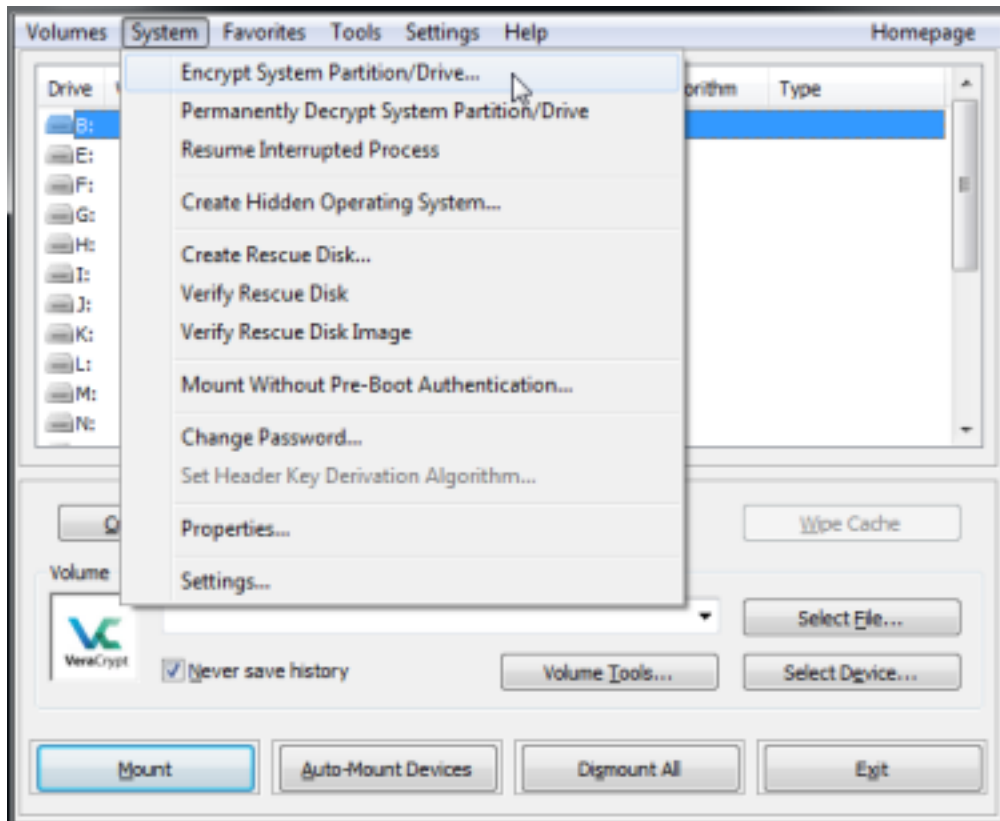 Volumes System Favorites Tools Settings Help Homepage
Drive orithm Type
Encrypt System Partition/Drive...
Permanently Decrypt System Partition/Drive
Resume Interrupted Process
Create Hidden Operating System...
Create Rescue Disk...
Verify Rescue Disk
Verify Rescue Disk Image
Mount Without Pre-Boot Authentication...
Change Password...
Set Header Key Derivation Algorithm...
Properties...
Settings...
B:
E:
F:
G:
H:
I:
J:
K:
L:
M:
N:
Wipe Cache
Volume
VeraCrypt
Select File...
Never save history
Volume Tools...
Select Device...
Mount
Auto-Mount Devices
Dismount All
Exit